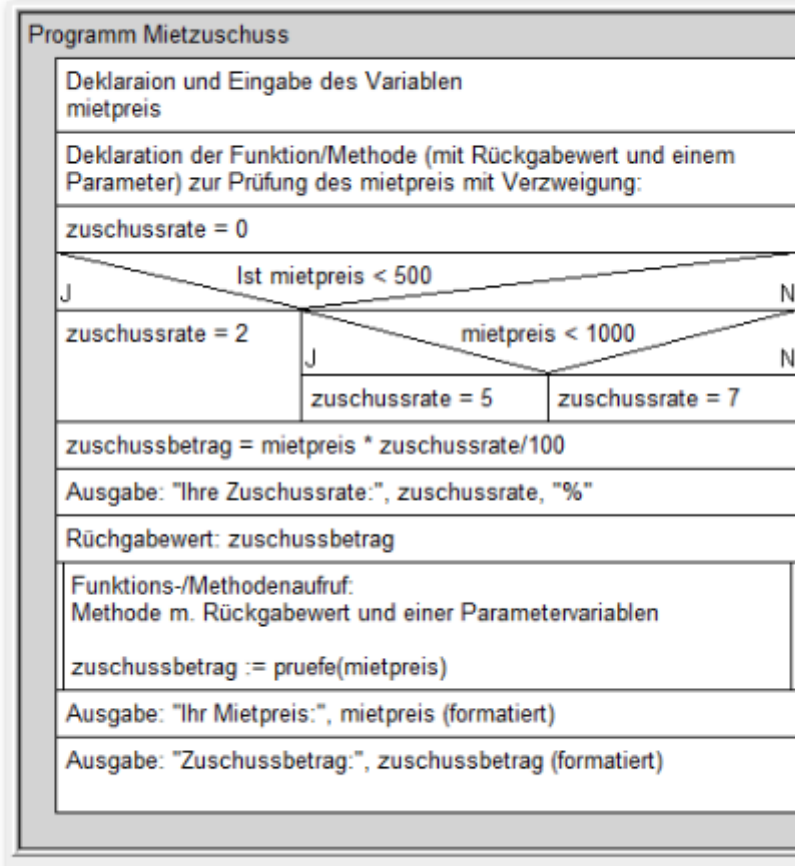 Programm Mietzuschuss
Deklaraion und Eingabe des Variablen
mietpreis
Deklaration der Funktion/Methode (mit Rückgabewert und einem
Parameter) zur Prüfung des mietpreis mit Verzweigung:
zuschussrate = 0
Ist mietpreis < 500
J
N
zuschussrate = 2
mietpreis < 1000
J
N
zuschussrate = 5
zuschussrate = 7
zuschussbetrag = mietpreis * zuschussrate/100
Ausgabe: "Ihre Zuschussrate:", zuschussrate, "%"
Rüchgabewert: zuschussbetrag
Funktions-/Methodenaufruf:
Methode m. Rückgabewert und einer Parametervariablen
zuschussbetrag := pruefe(mietpreis)
Ausgabe: "Ihr Mietpreis:", mietpreis (formatiert)
Ausgabe: "Zuschussbetrag:", zuschussbetrag (formatiert)